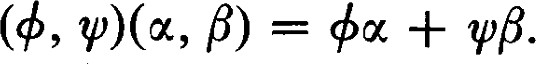 (ϕ, ψ)(α, β) = ϕα + ψβ.